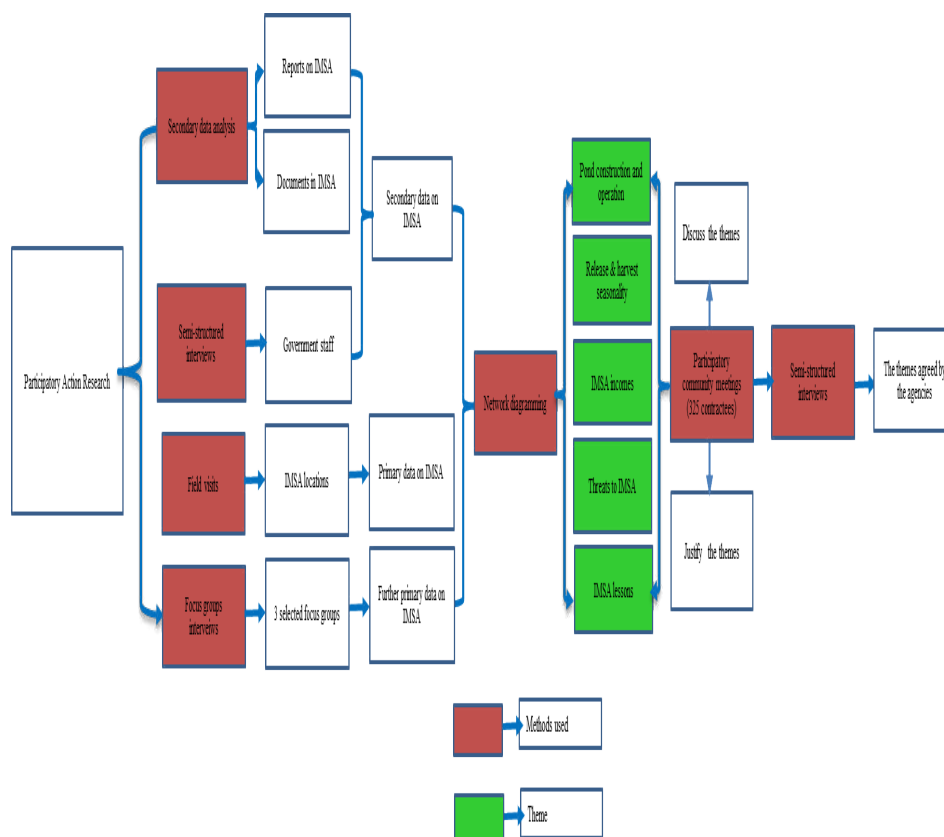 Participatory Action Research
Secondary data analysis
Reports on IMSA
Documents in IMSA
Semi-structured
interviews
Government staff
Field visits
IMSA locations
Focus groups
interveiws
3 selected focus groups
Secondary data on
IMSA
Primary data on IMSA
Further primary data on
IMSA
Network diagramming
Pond construction and
operation
Release & harvest
seasonality
IMSA incomes
Threats to IMSA
IMSA lessons
Discuss the themes
Participatory
community meetings
(325 contractees)
Justify the themes
Semi-structured
interviews
The themes agreed by
the agencies
Methods used
Theme